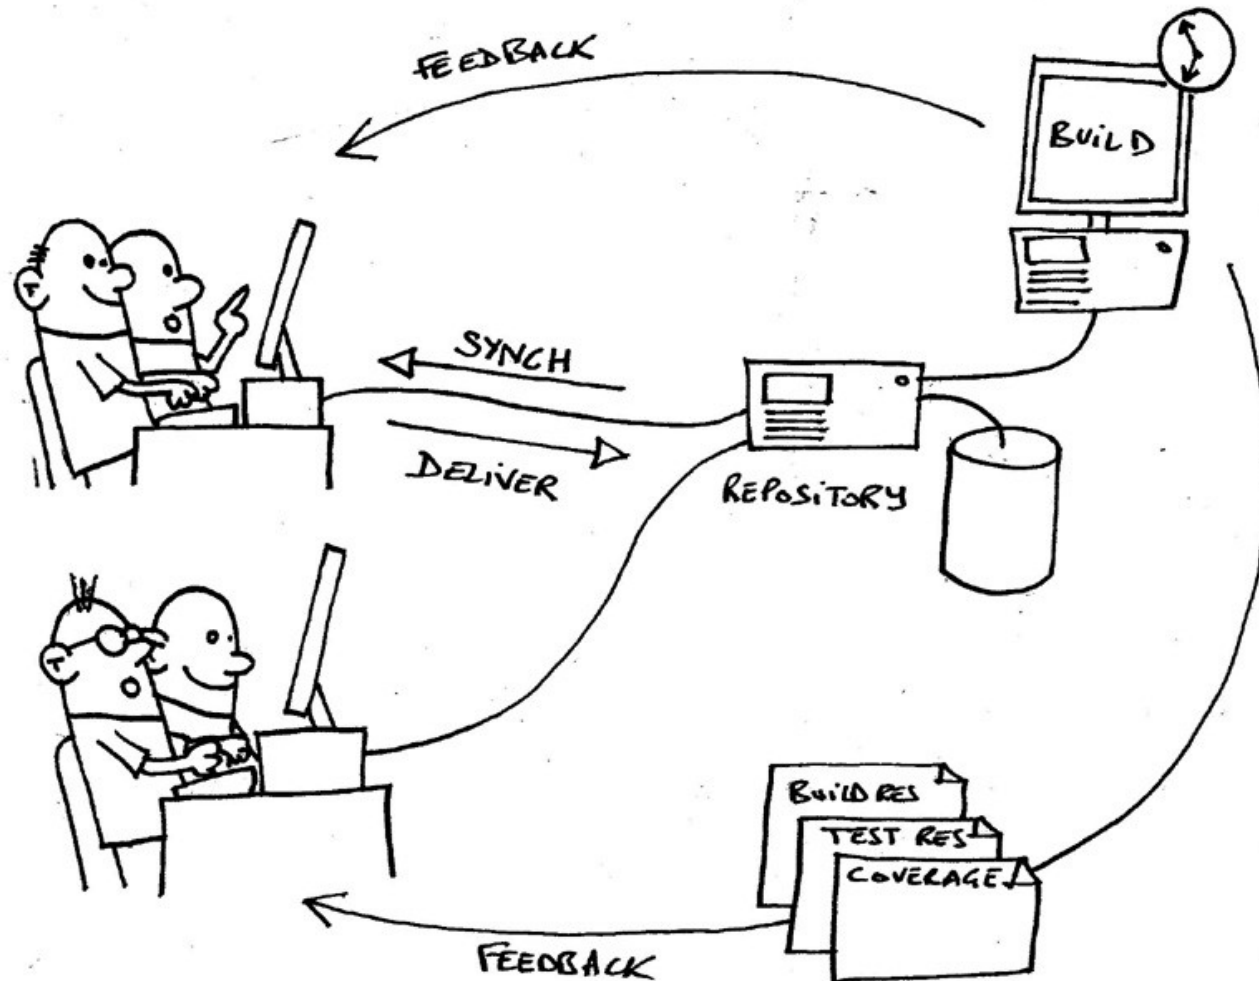 FEEDBACK
BUILD
SYNCH
DELIVER
REPOSITORY
BUILD RES
TEST RES
COVERAGE
FEEDBACK